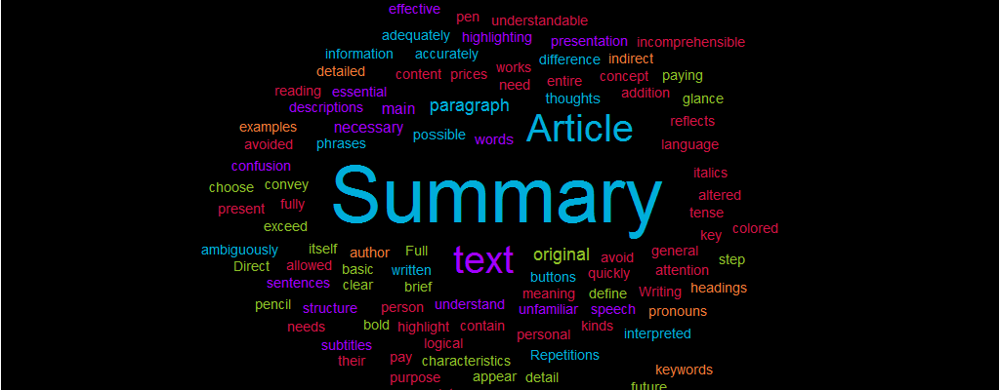 effective
pen understandable
adequately highlighting presentation incomprehensible
information accurately difference indirect
detailed content prices works entire concept paying
reading essential need thoughts addition glance
descriptions main paragraph
examples necessary possible words Article reflects
avoided phrases language
confusion italics
choose convey Summary altered
present fully tense
exceed key colored
ambiguously itself author Full text original avoid general step
Direct allowed basic written buttons quickly attention
sentences clear brief meaning define Writing headings
pencil structure person understand unfamiliar speech pronouns
needs bold highlight contain personal kinds interpreted
subtitles logical
their pay characteristics Repetitions keywords
purpose appear detail
future